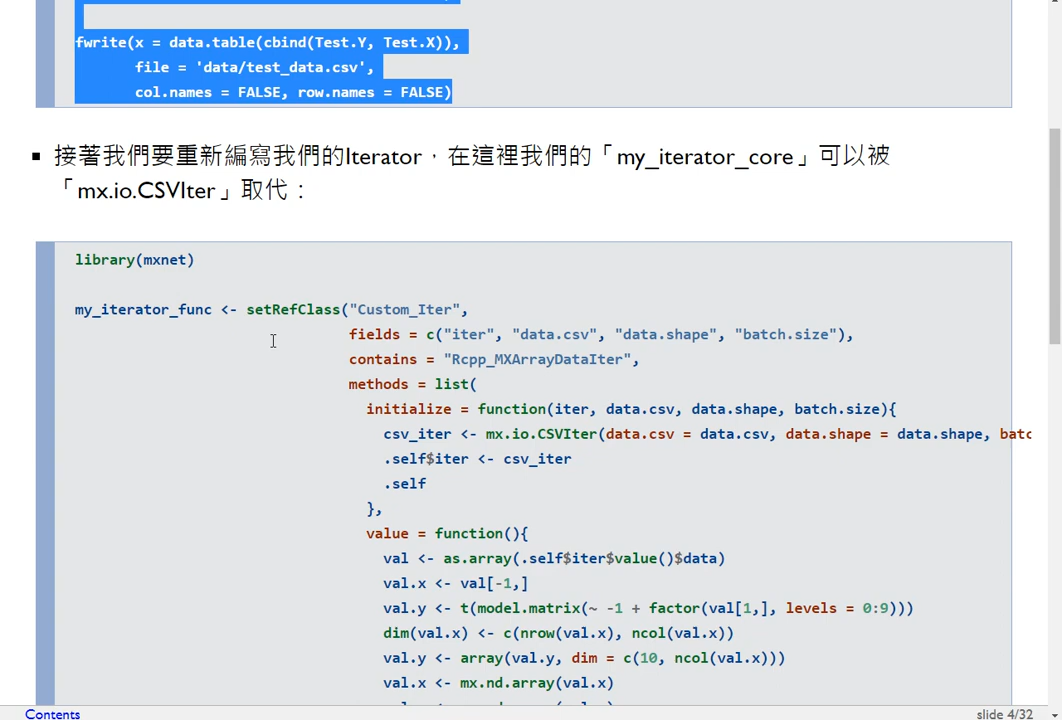 fwrite(x = data.table(cbind(Test.Y, Test.X)),
file = 'data/test_data.csv',
col.names = FALSE, row.names = FALSE)
接著我們要重新編寫我們的Iterator，在這裡我們的「my_iterator_core」可以被
「mx.io.CSVIter」取代：
library(mxnet)
my_iterator_func <- setRefClass("Custom_Iter",
fields = c("iter", "data.csv", "data.shape", "batch.size"),
contains = "Rcpp_MXArrayDataIter",
methods = list(
initialize = function(iter, data.csv, data.shape, batch.size){
csv_iter <- mx.io.CSVIter(data.csv = data.csv, data.shape = data.shape, batc
.self$iter <- csv_iter
.self
},
value = function(){
val <- as.array(.self$iter$value()$data)
val.x <- val[-1,]
val.y <- t(model.matrix(~ -1 + factor(val[1,], levels = 0:9)))
dim(val.x) <- c(nrow(val.x), ncol(val.x))
val.y <- array(val.y, dim = c(10, ncol(val.x)))
val.x <- mx.nd.array(val.x)
Contents
slide 4/32